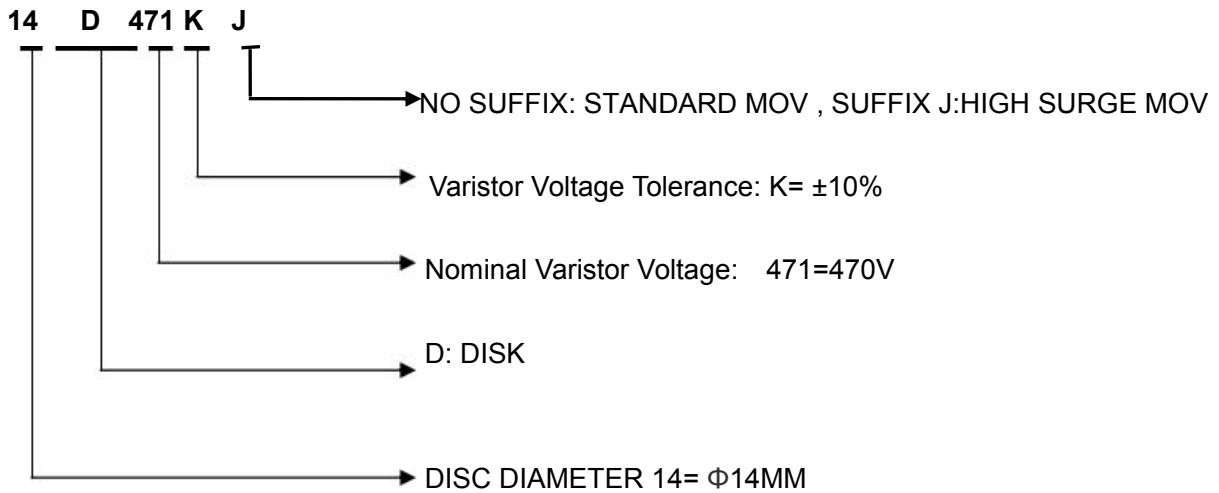 14 D 471 K J
NO SUFFIX: STANDARD MOV , SUFFIX J:HIGH SURGE MOV
Varistor Voltage Tolerance: K= ±10%
Nominal Varistor Voltage: 471=470V
D: DISK
DISC DIAMETER 14= Φ14MM